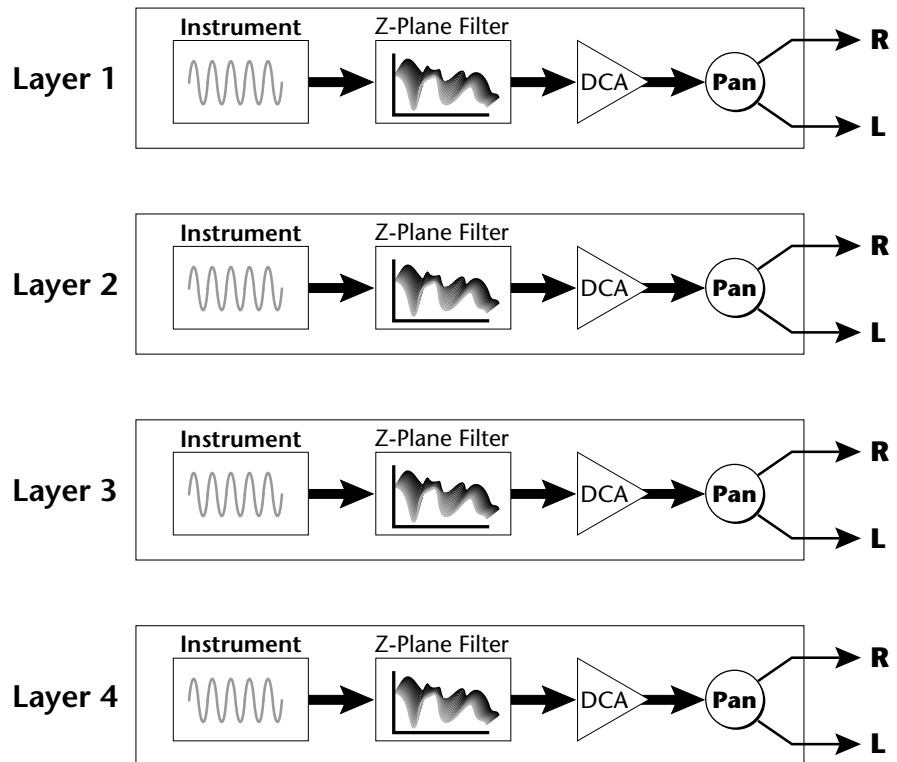 Instrument Z-Plane Filter
R
Layer 1 DCA Pan
L
Instrument Z-Plane Filter
R
Layer 2 DCA Pan
L
Instrument Z-Plane Filter
R
Layer 3 DCA Pan
L
Instrument Z-Plane Filter
R
Layer 4 DCA Pan
L